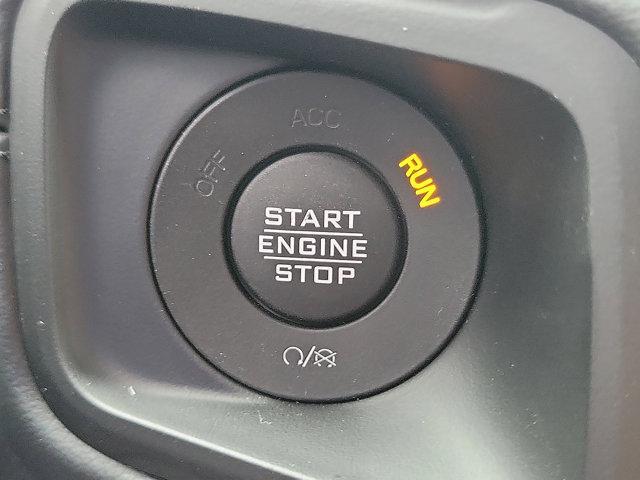 OFF
ACC
RUN
START
ENGINE
STOP